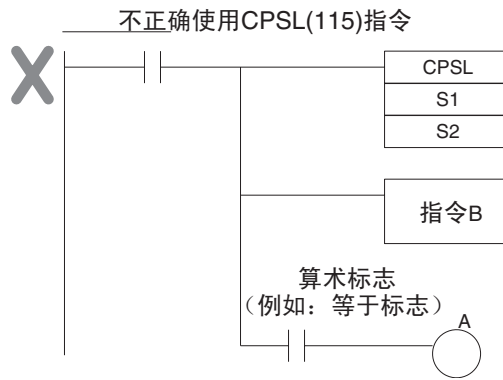 不正确使用CPSL(115)指令
CPSL
S1
S2
指令B
算术标志
（例如：等于标志）
A